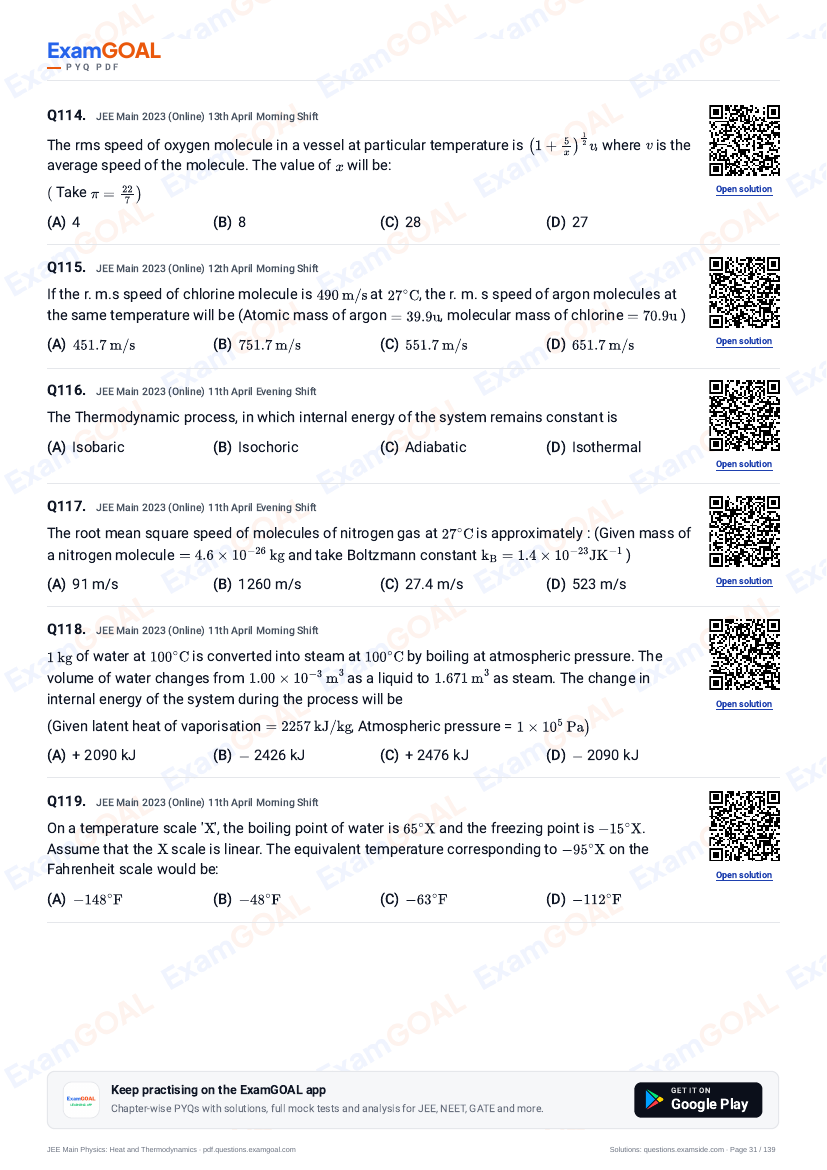 ExamGOAL
PYQ PDF
Q114. JEE Main 2023 (Online) 13th April Morning Shift
The rms speed of oxygen molecule in a vessel at particular temperature is $\left(1+\frac{5}{x}\right)^{\frac{1}{2}} v$, where $v$ is the
average speed of the molecule. The value of $x$ will be:
( Take $\pi = \frac{22}{7}$)
(A) 4 (B) 8 (C) 28 (D) 27
Open solution
Q115. JEE Main 2023 (Online) 12th April Morning Shift
If the r. m.s speed of chlorine molecule is 490 m/s at 27°C, the r. m. s speed of argon molecules at
the same temperature will be (Atomic mass of argon = 39.9u, molecular mass of chlorine = 70.9u )
(A) 451.7 m/s (B) 751.7 m/s (C) 551.7 m/s (D) 651.7 m/s
Open solution
Q116. JEE Main 2023 (Online) 11th April Evening Shift
The Thermodynamic process, in which internal energy of the system remains constant is
(A) Isobaric (B) Isochoric (C) Adiabatic (D) Isothermal
Open solution
Q117. JEE Main 2023 (Online) 11th April Evening Shift
The root mean square speed of molecules of nitrogen gas at 27°C is approximately : (Given mass of
a nitrogen molecule = 4.6 × 10⁻²⁶ kg and take Boltzmann constant k_B = 1.4 × 10⁻²³JK⁻¹ )
(A) 91 m/s (B) 1260 m/s (C) 27.4 m/s (D) 523 m/s
Open solution
Q118. JEE Main 2023 (Online) 11th April Morning Shift
1 kg of water at 100°C is converted into steam at 100°C by boiling at atmospheric pressure. The
volume of water changes from 1.00 × 10⁻³ m³ as a liquid to 1.671 m³ as steam. The change in
internal energy of the system during the process will be
(Given latent heat of vaporisation = 2257 kJ/kg, Atmospheric pressure = 1 × 10⁵ Pa)
(A) + 2090 kJ (B) − 2426 kJ (C) + 2476 kJ (D) − 2090 kJ
Open solution
Q119. JEE Main 2023 (Online) 11th April Morning Shift
On a temperature scale 'X', the boiling point of water is 65°X and the freezing point is −15°X.
Assume that the X scale is linear. The equivalent temperature corresponding to −95°X on the
Fahrenheit scale would be:
(A) −148°F (B) −48°F (C) −63°F (D) −112°F
Open solution
ExamGOAL
Keep practising on the ExamGOAL app
Chapter-wise PYQs with solutions, full mock tests and analysis for JEE, NEET, GATE and more.
GET IT ON
Google Play
JEE Main Physics: Heat and Thermodynamics · pdf.questions.examgoal.com
Solutions: questions.examside.com · Page 31 / 139